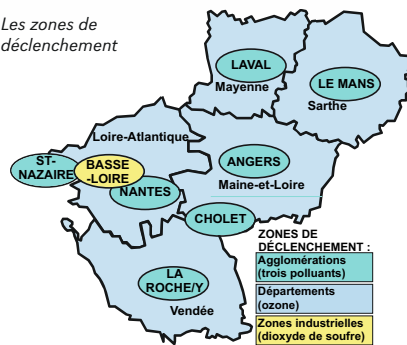 Les zones de
déclenchement
LAVAL
Mayenne
LE MANS
Sarthe
Loire-Atlantique
ST-
NAZAIRE
BASSE
-LOIRE
NANTES
ANGERS
Maine-et-Loire
CHOLET
LA
ROCHE/Y
Vendée
ZONES DE
DÉCLENCHEMENT :
Agglomérations
(trois polluants)
Départements
(ozone)
Zones industrielles
(dioxyde de soufre)